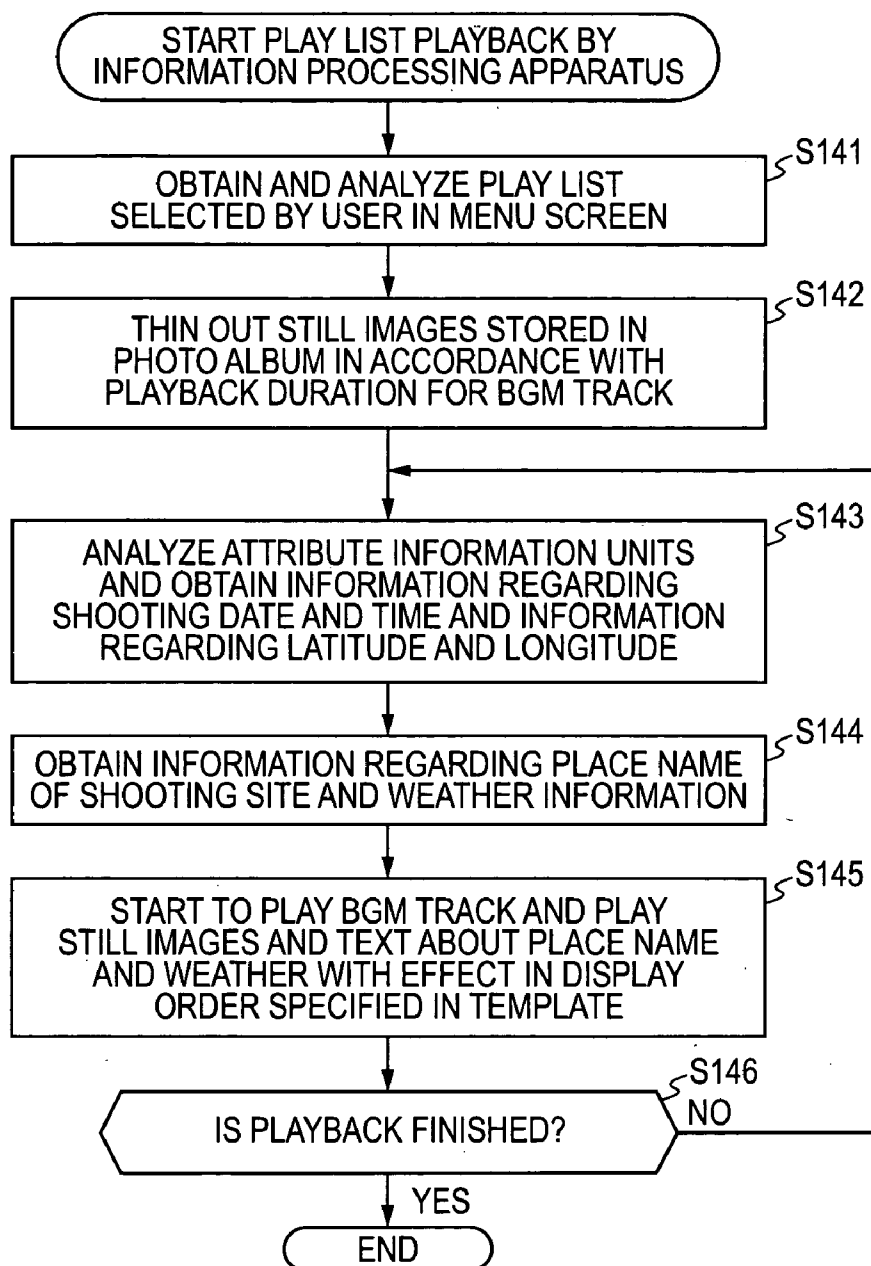 START PLAY LIST PLAYBACK BY
INFORMATION PROCESSING APPARATUS
S141
OBTAIN AND ANALYZE PLAY LIST
SELECTED BY USER IN MENU SCREEN
S142
THIN OUT STILL IMAGES STORED IN
PHOTO ALBUM IN ACCORDANCE WITH
PLAYBACK DURATION FOR BGM TRACK
S143
ANALYZE ATTRIBUTE INFORMATION UNITS
AND OBTAIN INFORMATION REGARDING
SHOOTING DATE AND TIME AND INFORMATION
REGARDING LATITUDE AND LONGITUDE
S144
OBTAIN INFORMATION REGARDING PLACE NAME
OF SHOOTING SITE AND WEATHER INFORMATION
S145
START TO PLAY BGM TRACK AND PLAY
STILL IMAGES AND TEXT ABOUT PLACE NAME
AND WEATHER WITH EFFECT IN DISPLAY
ORDER SPECIFIED IN TEMPLATE
S146
IS PLAYBACK FINISHED?
NO
YES
END